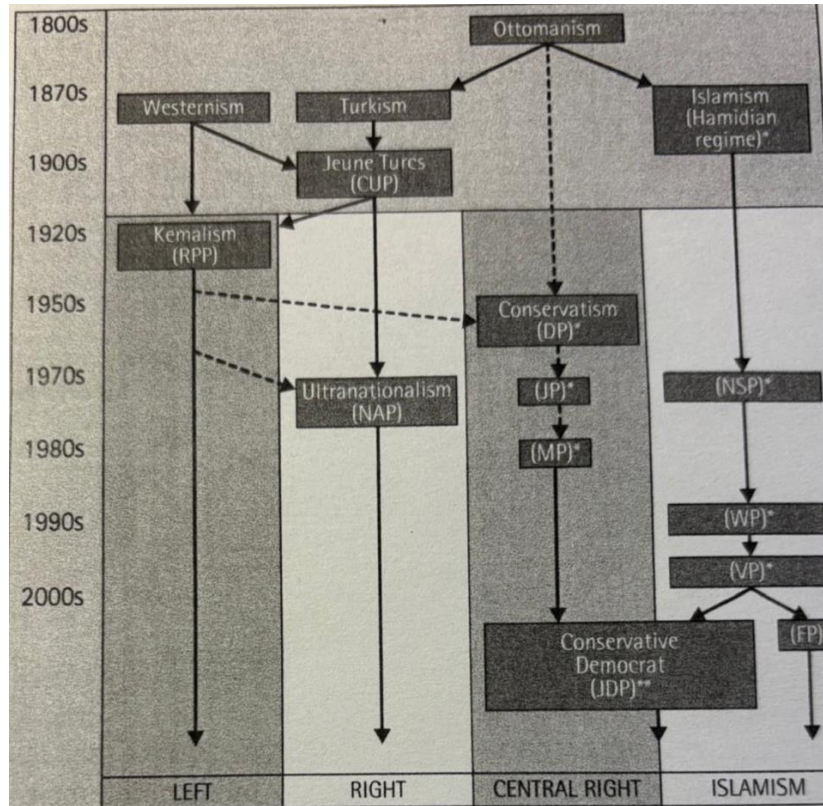 1800s
Ottomanism
1870s
Westernism
Turkism
Islamism
(Hamidian
regime)*
1900s
Jeune Turcs
(CUP)
1920s
Kemalism
(RPP)
1950s
Conservatism
(DP)*
1970s
Ultranationalism
(NAP)
(JP)*
(NSP)*
1980s
(MP)*
1990s
(WP)*
(VP)*
2000s
Conservative
Democrat
(JDP)**
(FP)
LEFT
RIGHT
CENTRAL RIGHT
ISLAMISM